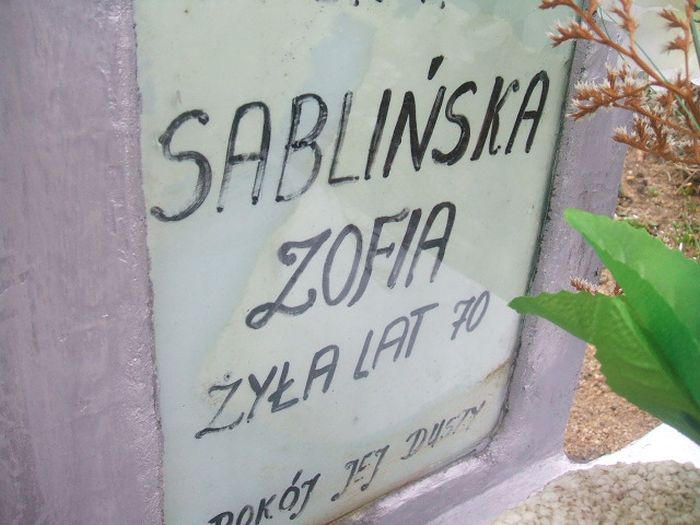 SABLIŃSKA
ZOFIA
ŻYŁA LAT 70
POKÓJ JEJ DUSZY